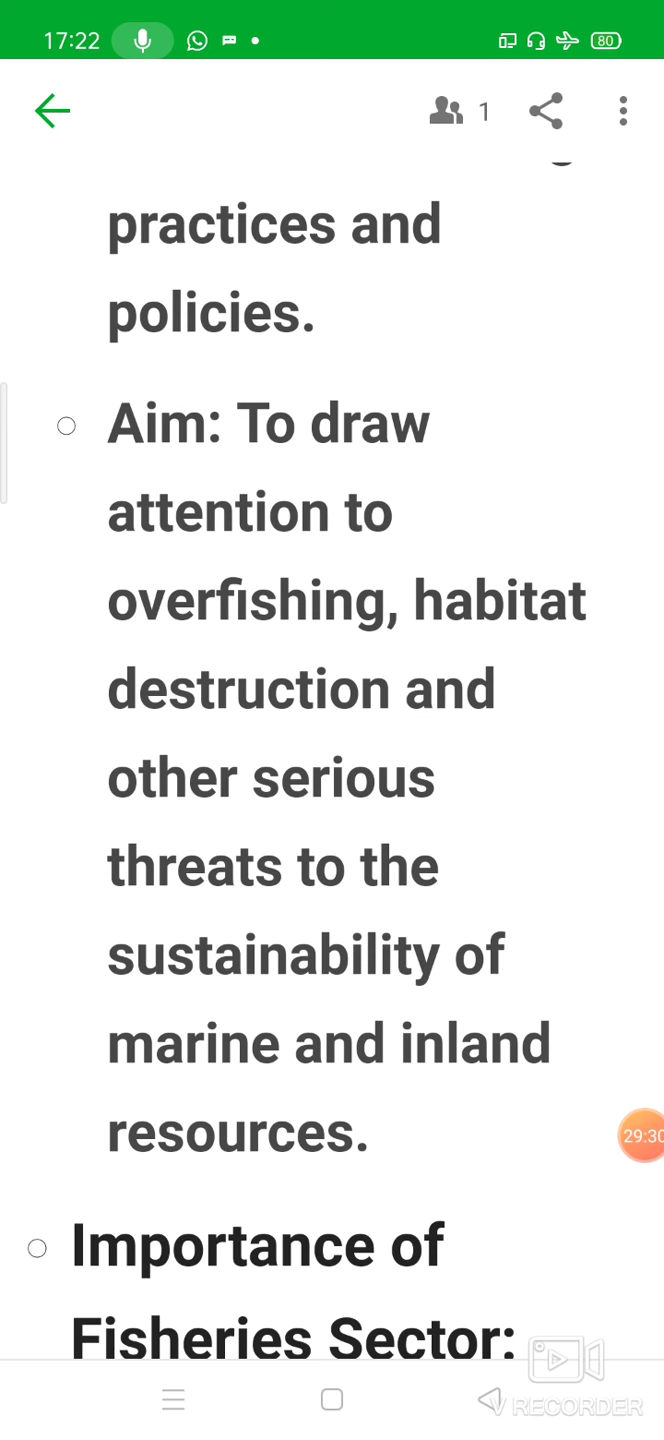 17:22
80
1
practices and
policies.
Aim: To draw
attention to
overfishing, habitat
destruction and
other serious
threats to the
sustainability of
marine and inland
resources.
29:30
Importance of
Fisheries Sector:
V RECORDER